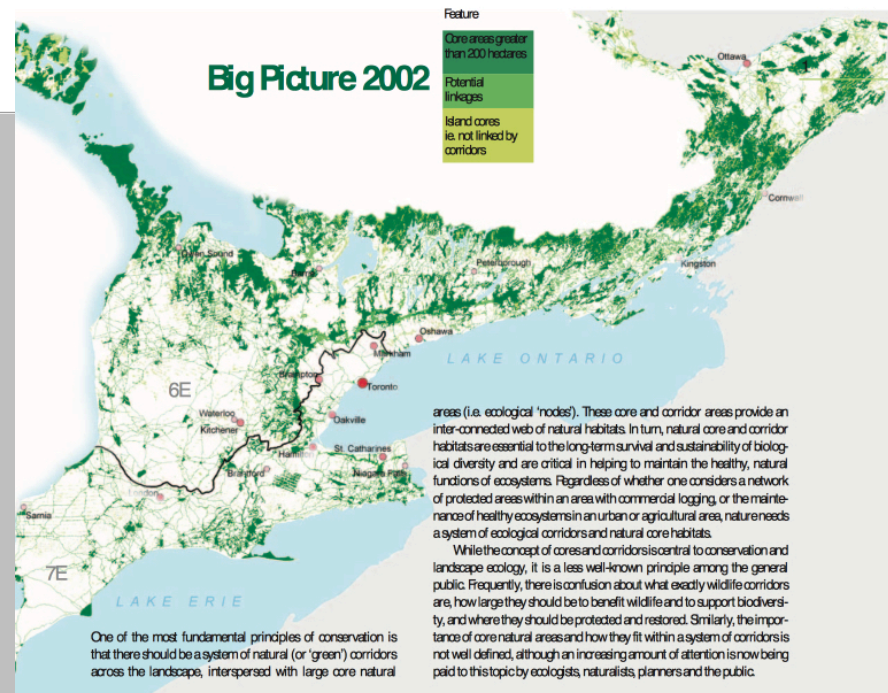 Big Picture 2002
Feature
Core areas greater
than 200 hectares
Potential
linkages
Island cores
ie. not linked by
corridors
Ottawa
1
Cornwall
Owen Sound
Barrie
Peterborough
Kingston
Oshawa
Markham
LAKE ONTARIO
Brampton
Toronto
6E
Waterloo
Kitchener
Oakville
Hamilton
St. Catharines
Brantford
Niagara Falls
London
Sarnia
7E
LAKE ERIE
One of the most fundamental principles of conservation is
that there should be a system of natural (or 'green') corridors
across the landscape, interspersed with large core natural
areas (i.e. ecological 'nodes'). These core and corridor areas provide an
inter-connected web of natural habitats. In turn, natural core and corridor
habitats are essential to the long-term survival and sustainability of biolog-
ical diversity and are critical in helping to maintain the healthy, natural
functions of ecosystems. Regardless of whether one considers a network
of protected areas within an area with commercial logging, or the mainte-
nance of healthy ecosystems in an urban or agricultural area, nature needs
a system of ecological corridors and natural core habitats.
While the concept of cores and corridors is central to conservation and
landscape ecology, it is a less well-known principle among the general
public. Frequently, there is confusion about what exactly wildlife corridors
are, how large they should be to benefit wildlife and to support biodiversi-
ty, and where they should be protected and restored. Similarly, the impor-
tance of core natural areas and how they fit within a system of corridors is
not well defined, although an increasing amount of attention is now being
paid to this topic by ecologists, naturalists, planners and the public.